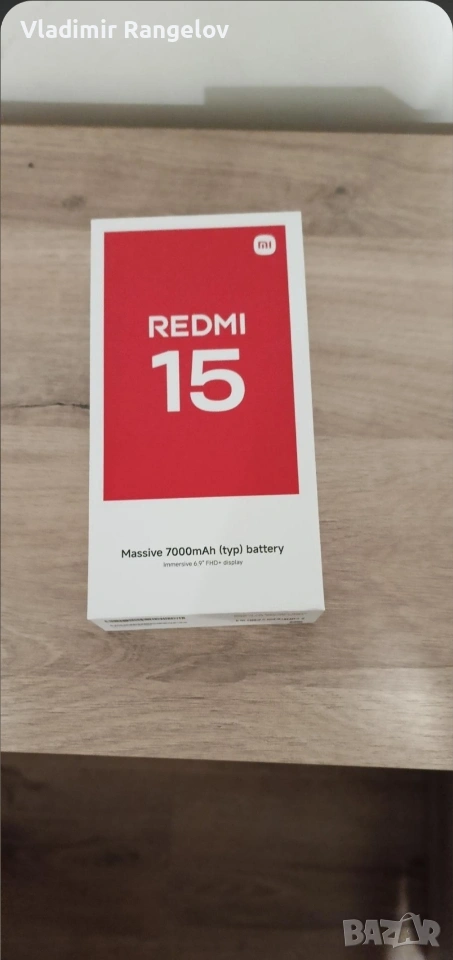 Vladimir Rangelov
mi
REDMI
15
Massive 7000mAh (typ) battery
Immersive 6.9" FHD+ display
BAZAR